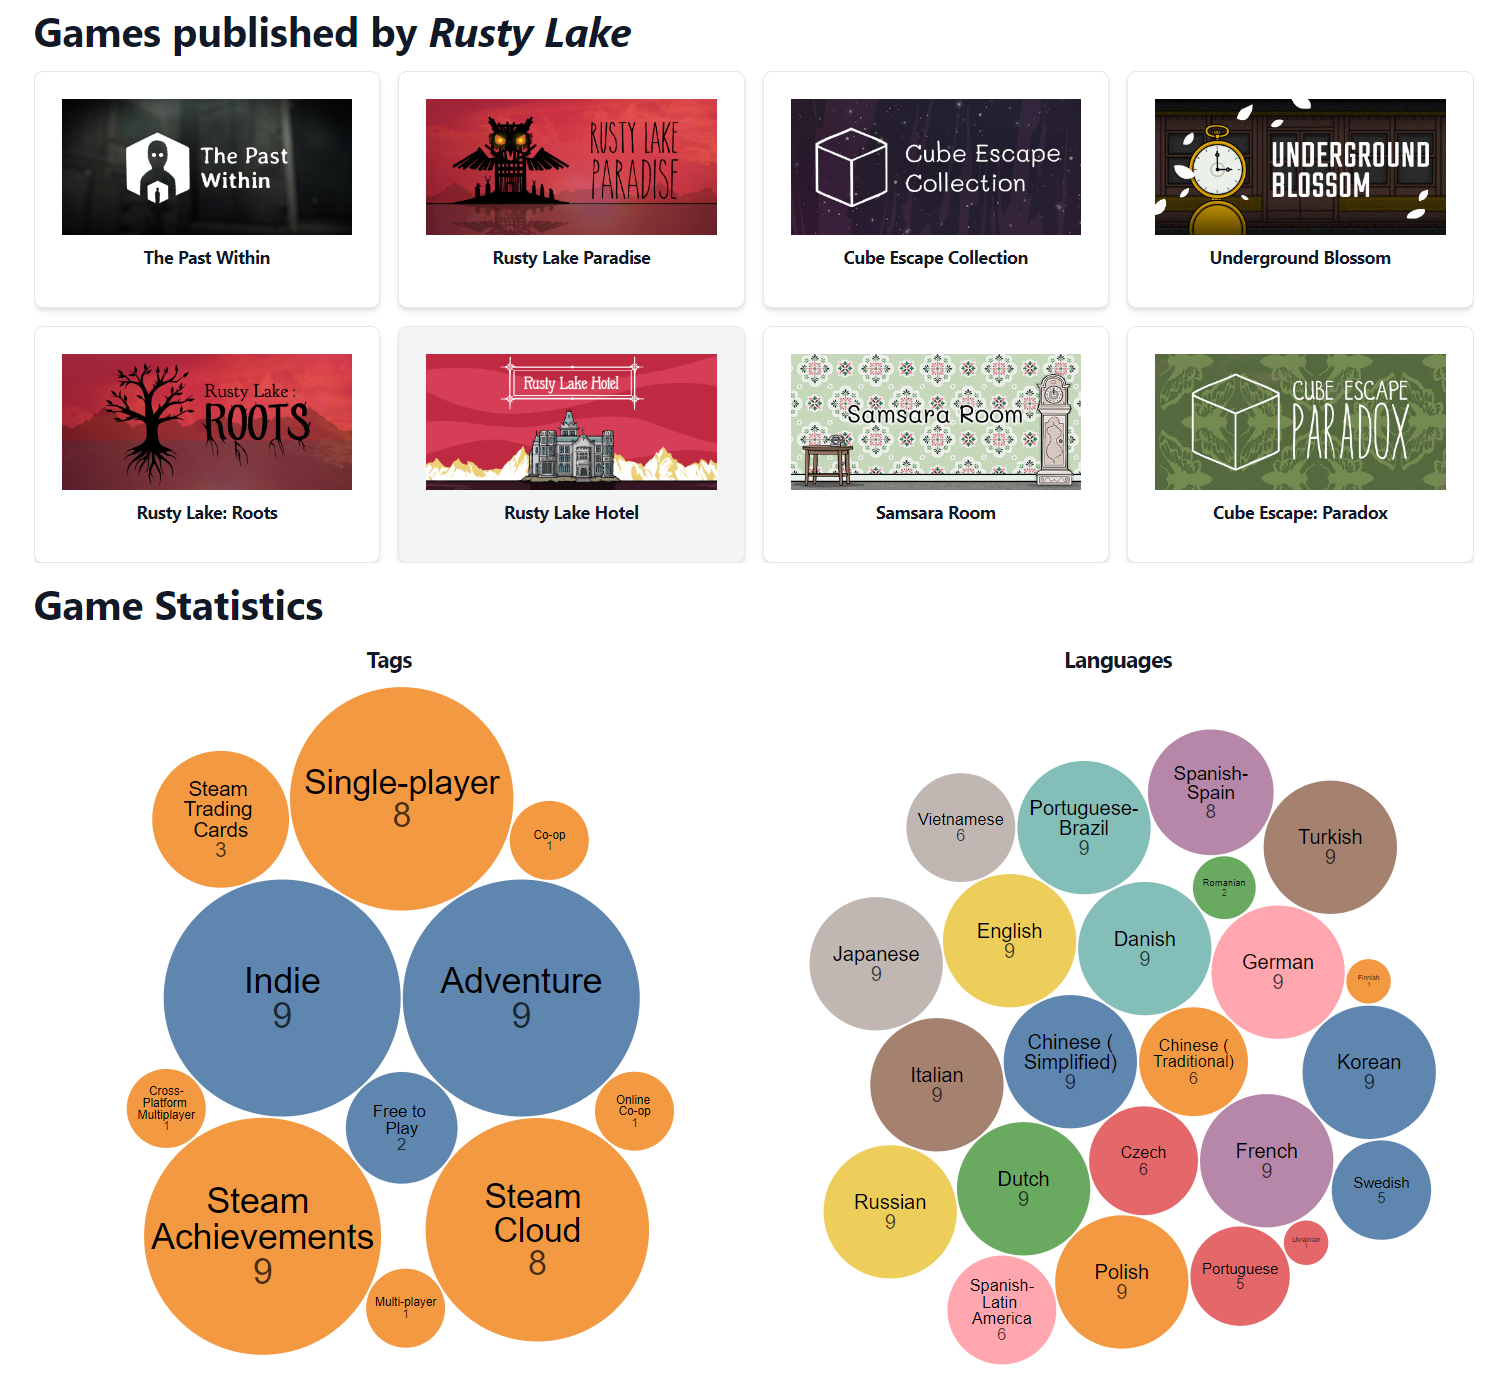 Games published by Rusty Lake
The Past
Within
The Past Within
RUSTY LAKE
PARADISE
Rusty Lake Paradise
Cube Escape
Collection
Cube Escape Collection
UNDERGROUND
BLOSSOM
Underground Blossom
Rusty Lake :
ROOTS
Rusty Lake: Roots
Rusty Lake Hotel
Rusty Lake Hotel
Samsara Room
Samsara Room
CUBE ESCAPE
PARADOX
Cube Escape: Paradox
Game Statistics
Tags
Single-player
8
Steam
Trading
Cards
3
Co-op
1
Indie
9
Adventure
9
Cross-
Platform
Multiplayer
1
Free to
Play
2
Online
Co-op
1
Steam
Achievements
9
Steam
Cloud
8
Multi-player
1
Languages
Spanish-
Spain
8
Vietnamese
6
Portuguese-
Brazil
9
Turkish
9
Romanian
2
English
9
Danish
9
Japanese
9
German
9
Finnish
1
Chinese (
Simplified)
9
Chinese (
Traditional)
6
Korean
9
Italian
9
Czech
6
French
9
Dutch
9
Swedish
5
Russian
9
Ukrainian
1
Portuguese
5
Polish
9
Spanish-
Latin
America
6